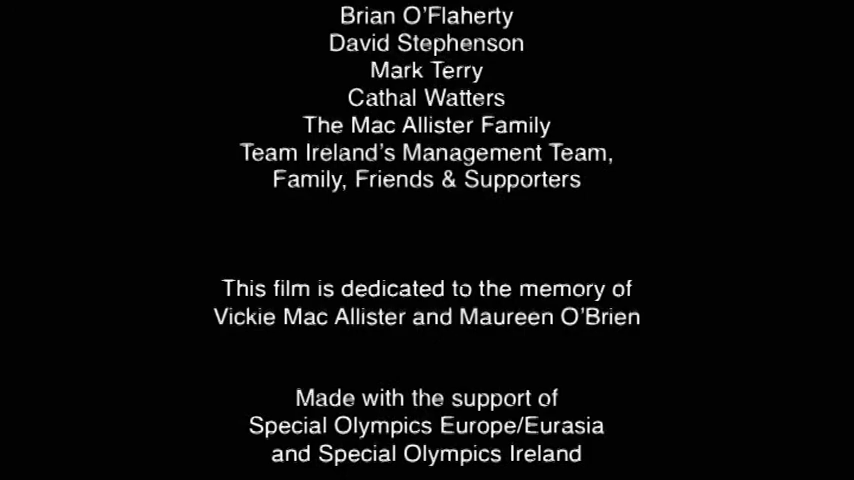 Brian O'Flaherty
David Stephenson
Mark Terry
Cathal Watters
The Mac Allister Family
Team Ireland's Management Team,
Family, Friends & Supporters
This film is dedicated to the memory of
Vickie Mac Allister and Maureen O'Brien
Made with the support of
Special Olympics Europe/Eurasia
and Special Olympics Ireland